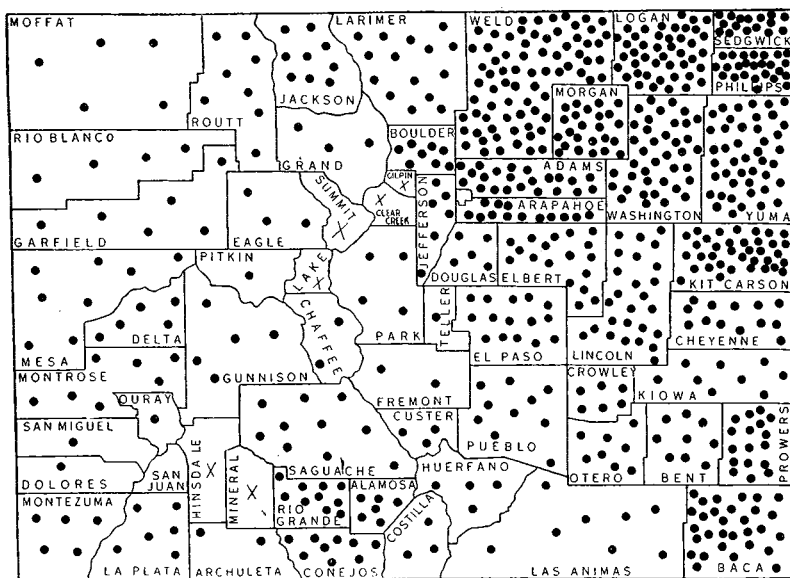 MOFFAT
LARIMER
WELD
LOGAN
SEDGWICK
PHILLIPS
JACKSON
MORGAN
ROUTT
RIO BLANCO
BOULDER
GRAND
ADAMS
GILPIN
SUMMIT
CLEAR
CREEK
JEFFERSON
ARAPAHOE
WASHINGTON
YUMA
GARFIELD
EAGLE
PITKIN
LAKE
DOUGLAS
ELBERT
KIT CARSON
CHAFFEE
TELLER
MESA
DELTA
PARK
EL PASO
LINCOLN
CHEYENNE
MONTROSE
GUNNISON
CROWLEY
OURAY
FREMONT
KIOWA
SAN MIGUEL
CUSTER
HINSDALE
PUEBLO
PROWERS
DOLORES
SAN
JUAN
MINERAL
SAGUACHE
HUERFANO
OTERO
BENT
MONTEZUMA
ALAMOSA
RIO
GRANDE
COSTILLA
LA PLATA
ARCHULETA
CONEJOS
LAS ANIMAS
BACA